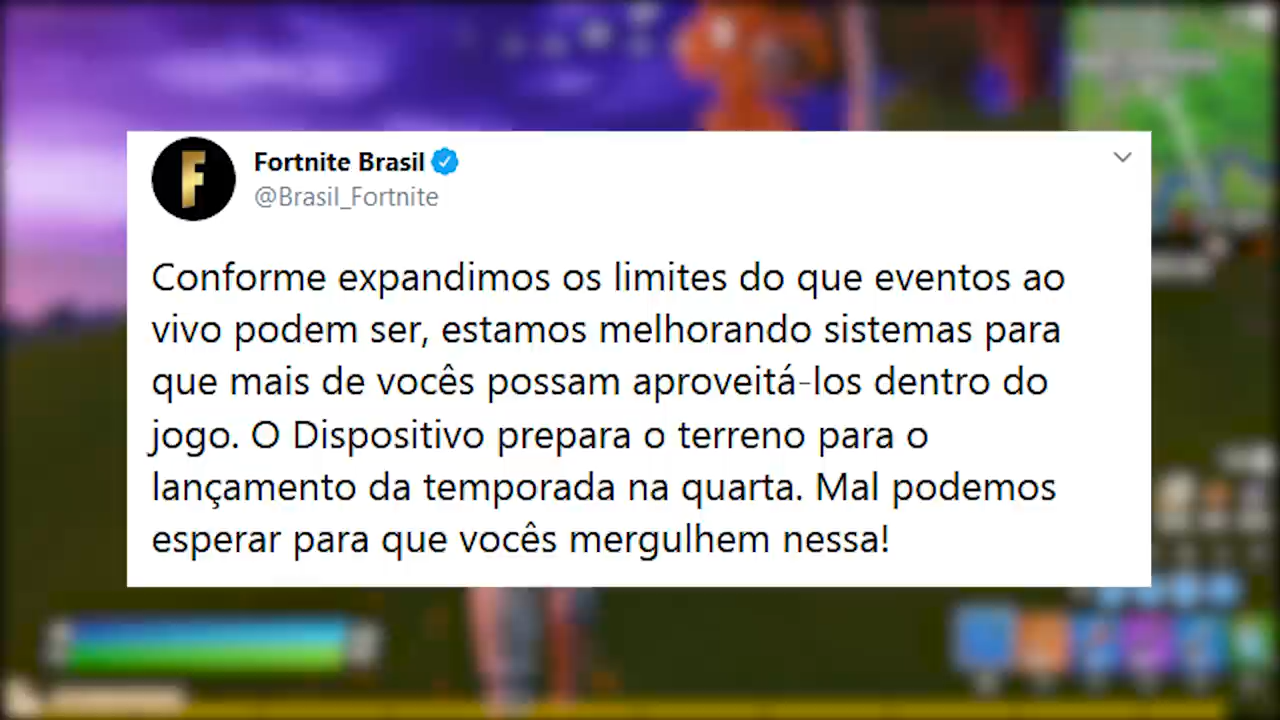 Fortnite Brasil
@Brasil_Fortnite
Conforme expandimos os limites do que eventos ao
vivo podem ser, estamos melhorando sistemas para
que mais de vocês possam aproveitá-los dentro do
jogo. O Dispositivo prepara o terreno para o
lançamento da temporada na quarta. Mal podemos
esperar para que vocês mergulhem nessa!